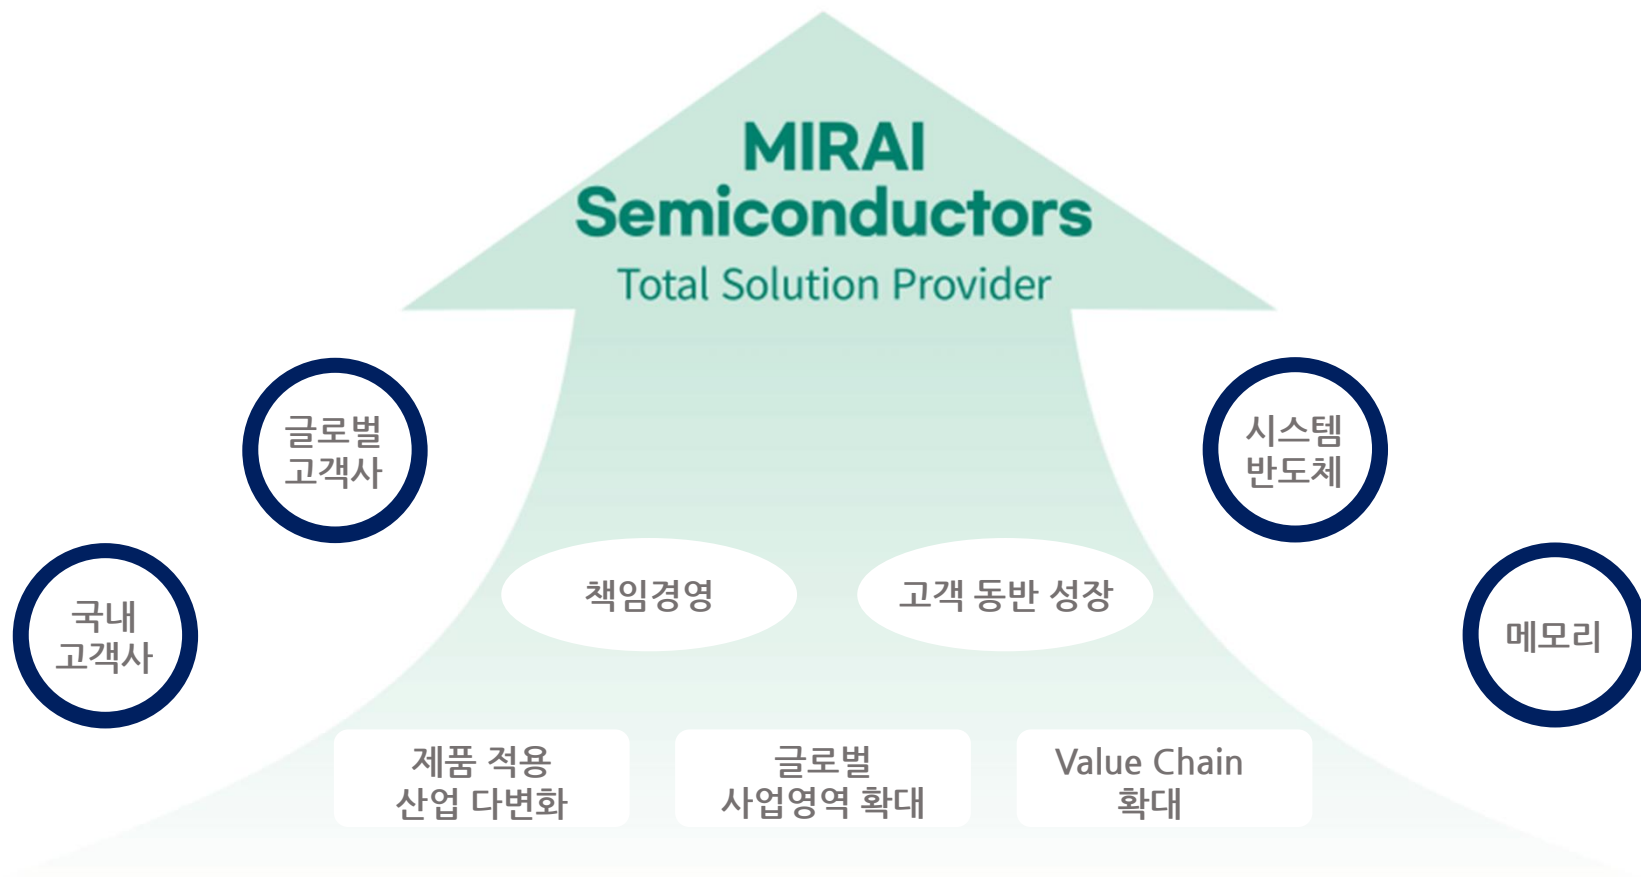 MIRAI
Semiconductors
Total Solution Provider
글로벌
고객사
시스템
반도체
국내
고객사
책임경영
고객 동반 성장
메모리
제품 적용
산업 다변화
글로벌
사업영역 확대
Value Chain
확대